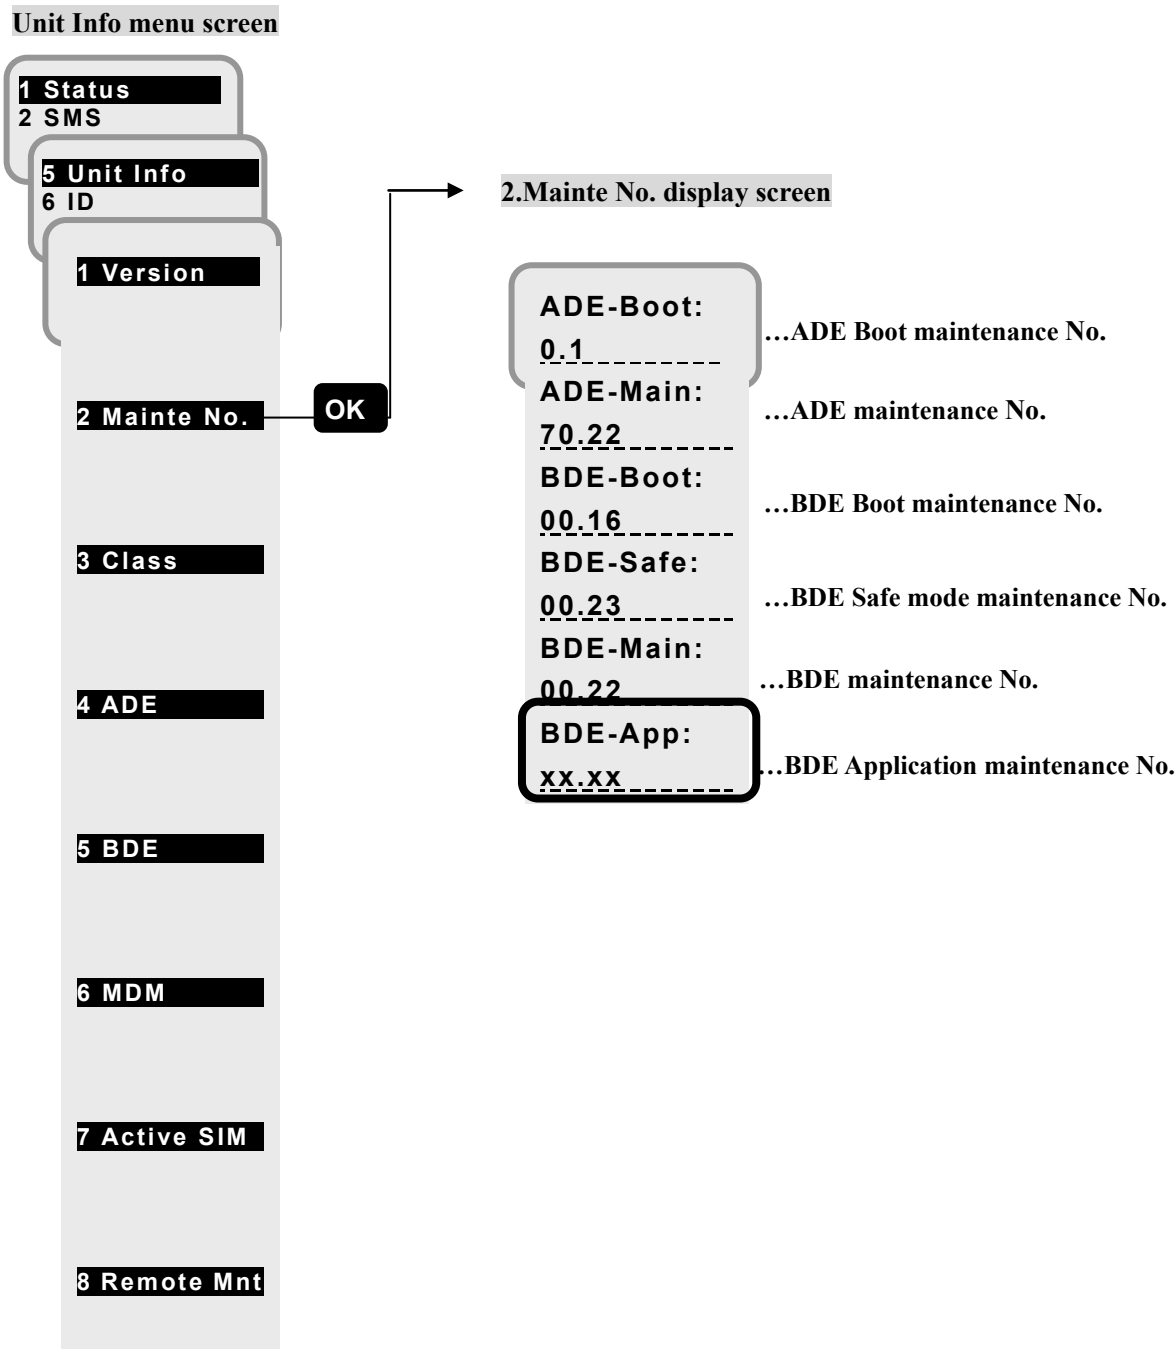 Unit Info menu screen
1 Status
2 SMS
5 Unit Info
6 ID
1 Version
2 Mainte No.
OK
3 Class
4 ADE
5 BDE
6 MDM
7 Active SIM
8 Remote Mnt
2.Mainte No. display screen
ADE-Boot:
0.1
…ADE Boot maintenance No.
ADE-Main:
70.22
…ADE maintenance No.
BDE-Boot:
00.16
…BDE Boot maintenance No.
BDE-Safe:
00.23
…BDE Safe mode maintenance No.
BDE-Main:
00.22
…BDE maintenance No.
BDE-App:
xx.xx
…BDE Application maintenance No.